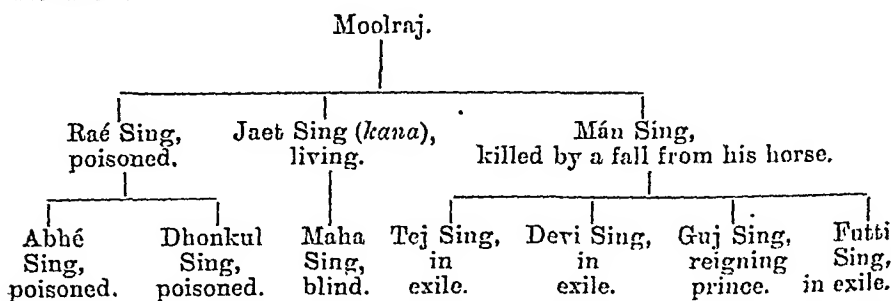 Moolraj.
Raé Sing, Jaet Sing (kana), Mán Sing,
poisoned. living. killed by a fall from his horse.
Abhé Dhonkul Maha Tej Sing, Devi Sing, Guj Sing, Futti
Sing, Sing, Sing, in in reigning Sing,
poisoned. poisoned. blind. exile. exile. prince. in exile.